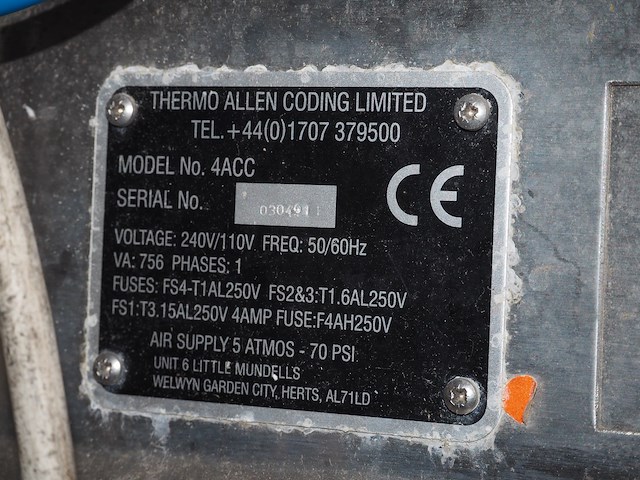 THERMO ALLEN CODING LIMITED
TEL.+44(0)1707 379500
MODEL No. 4ACC
SERIAL No.
CE
VOLTAGE: 240V/110V FREQ: 50/60Hz
VA: 756 PHASES: 1
FUSES: FS4-T1AL250V FS2&3:T1.6AL250V
FS1:T3.15AL250V 4AMP FUSE:F4AH250V
AIR SUPPLY 5 ATMOS - 70 PSI
UNIT 6 LITTLE MUNDELLS
WELWYN GARDEN CITY, HERTS, AL71LD